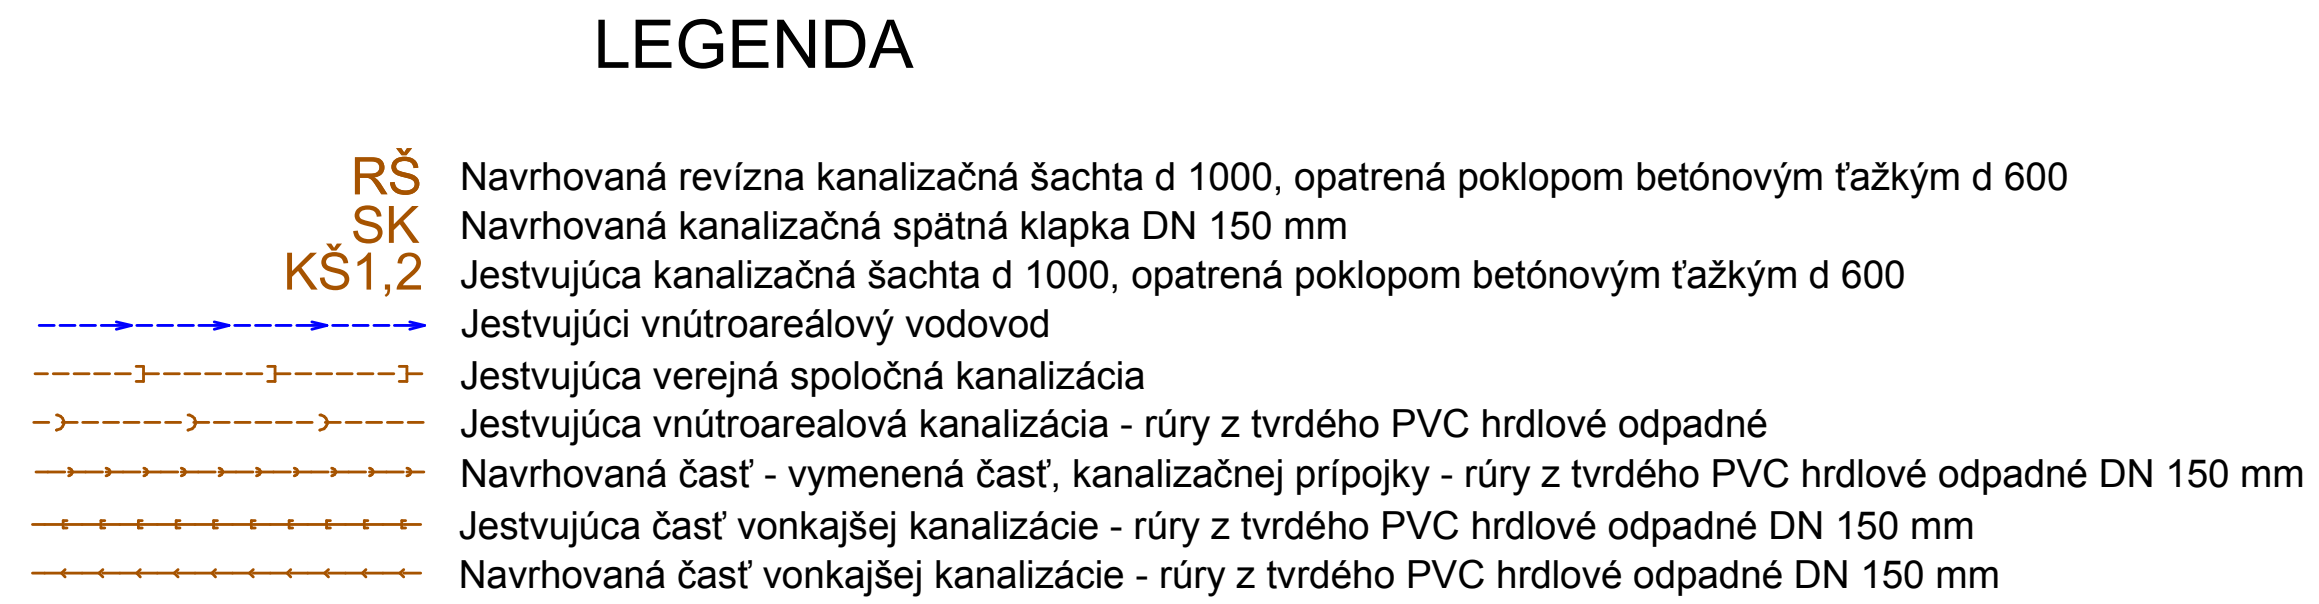 LEGENDA
RŠ Navrhovaná revízna kanalizačná šachta d 1000, opatrená poklopom betónovým ťažkým d 600
SK Navrhovaná kanalizačná spätná klapka DN 150 mm
KŠ1,2 Jestvujúca kanalizačná šachta d 1000, opatrená poklopom betónovým ťažkým d 600
Jestvujúci vnútroareálový vodovod
Jestvujúca verejná spoločná kanalizácia
Jestvujúca vnútroarealová kanalizácia - rúry z tvrdého PVC hrdlové odpadné
Navrhovaná časť - vymenená časť, kanalizačnej prípojky - rúry z tvrdého PVC hrdlové odpadné DN 150 mm
Jestvujúca časť vonkajšej kanalizácie - rúry z tvrdého PVC hrdlové odpadné DN 150 mm
Navrhovaná časť vonkajšej kanalizácie - rúry z tvrdého PVC hrdlové odpadné DN 150 mm